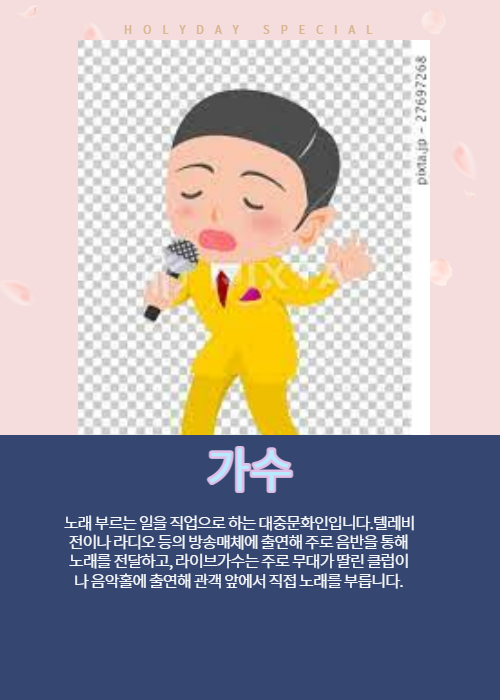 HOLYDAY SPECIAL
pixta.jp - 27697268
PIXTA
가수
노래 부르는 일을 직업으로 하는 대중문화인입니다.텔레비
전이나 라디오 등의 방송매체에 출연해 주로 음반을 통해
노래를 전달하고, 라이브가수는 주로 무대가 딸린 클럽이
나 음악홀에 출연해 관객 앞에서 직접 노래를 부릅니다.